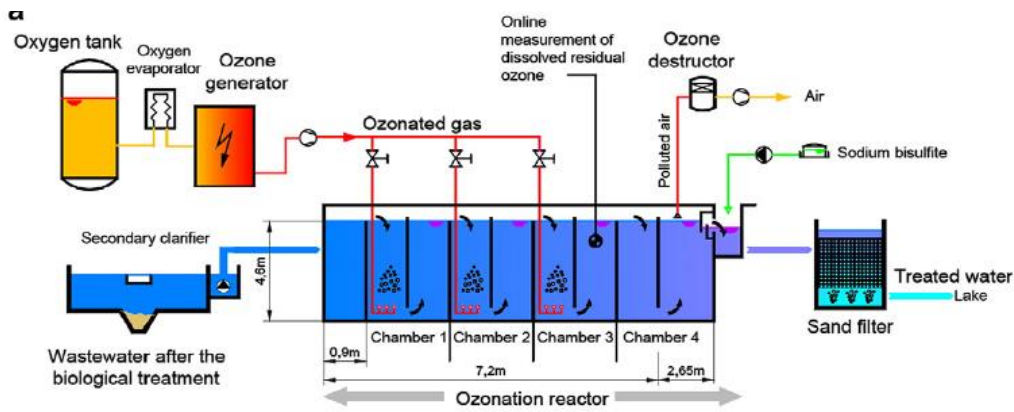 a
Oxygen tank
Oxygen
evaporator
Ozone
generator
Online
measurement of
dissolved residual
ozone
Ozone
destructor
Air
Ozonated gas
Polluted air
Sodium bisulfite
Secondary clarifier
4,6m
Wastewater after the
biological treatment
Chamber 1
Chamber 2
Chamber 3
Chamber 4
0,9m
7,2m
2,65m
Ozonation reactor
Treated water
Lake
Sand filter